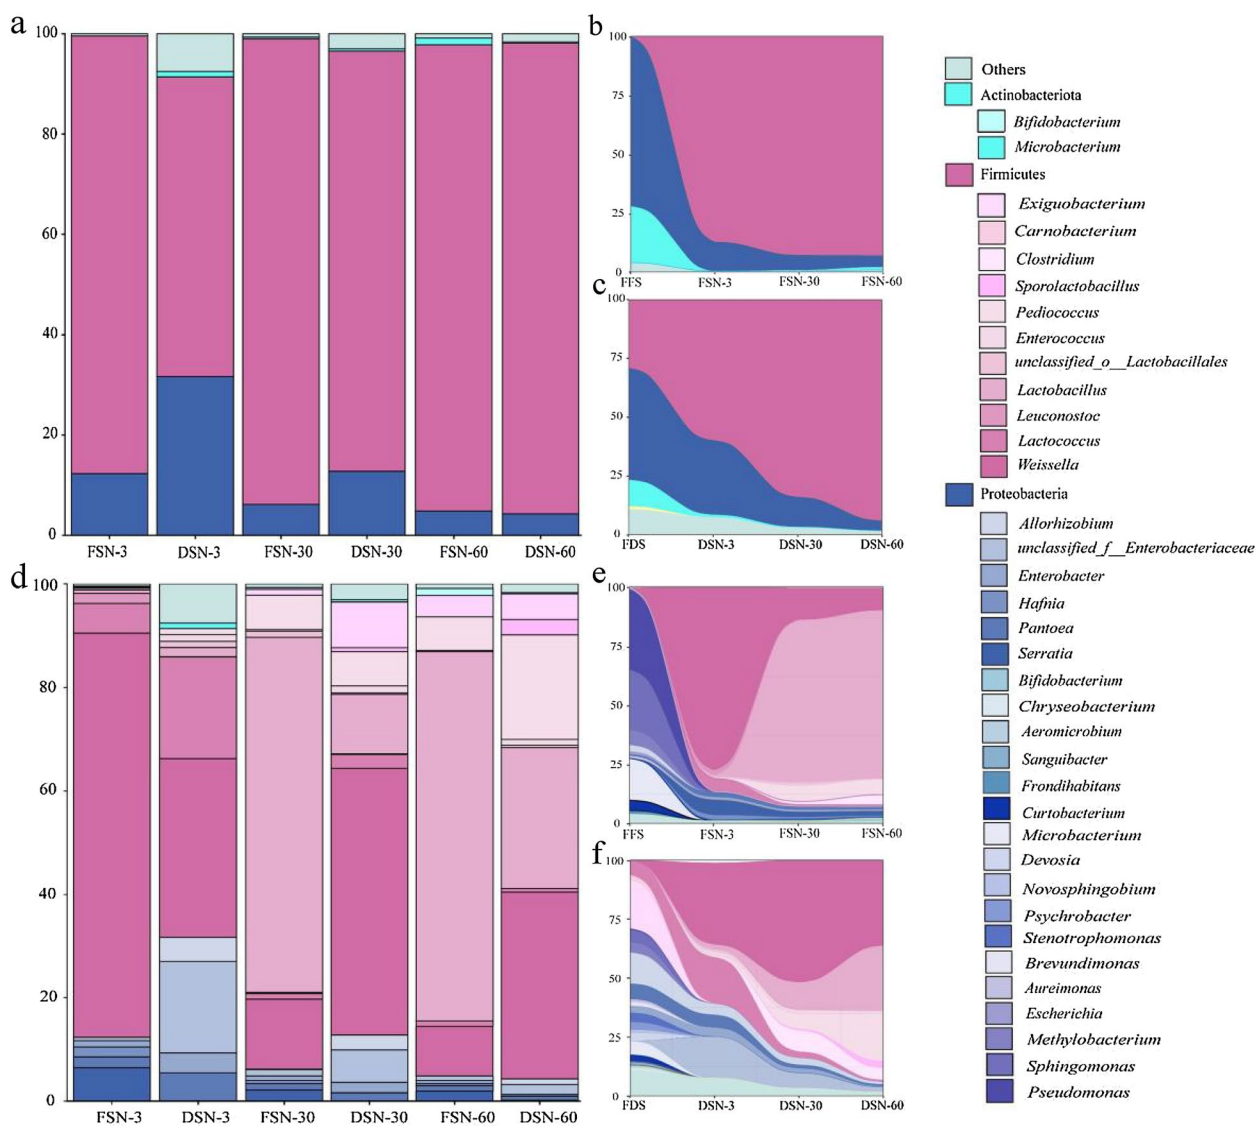 a
100
80
60
40
20
0
FSN-3 DSN-3 FSN-30 DSN-30 FSN-60 DSN-60
b
100
75
50
25
0
FFS FSN-3 FSN-30 FSN-60
c
100
75
50
25
0
FDS DSN-3 DSN-30 DSN-60
d
100
80
60
40
20
0
FSN-3 DSN-3 FSN-30 DSN-30 FSN-60 DSN-60
e
100
75
50
25
0
FFS FSN-3 FSN-30 FSN-60
f
100
75
50
25
0
FDS DSN-3 DSN-30 DSN-60
Others
Actinobacteriota
Bifidobacterium
Microbacterium
Firmicutes
Exiguobacterium
Carnobacterium
Clostridium
Sporolactobacillus
Pediococcus
Enterococcus
unclassified_o__Lactobacillales
Lactobacillus
Leuconostoc
Lactococcus
Weissella
Proteobacteria
Allorhizobium
unclassified_f__Enterobacteriaceae
Enterobacter
Hafnia
Pantoea
Serratia
Bifidobacterium
Chryseobacterium
Aeromicrobium
Sanguibacter
Frondihabitans
Curtobacterium
Microbacterium
Devosia
Novosphingobium
Psychrobacter
Stenotrophomonas
Brevundimonas
Aureimonas
Escherichia
Methylobacterium
Sphingomonas
Pseudomonas